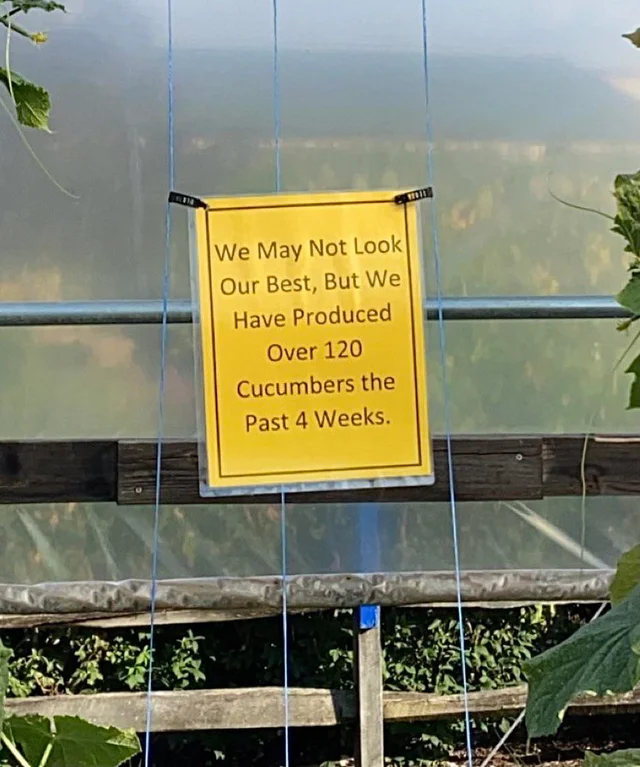 We May Not Look
Our Best, But We
Have Produced
Over 120
Cucumbers the
Past 4 Weeks.